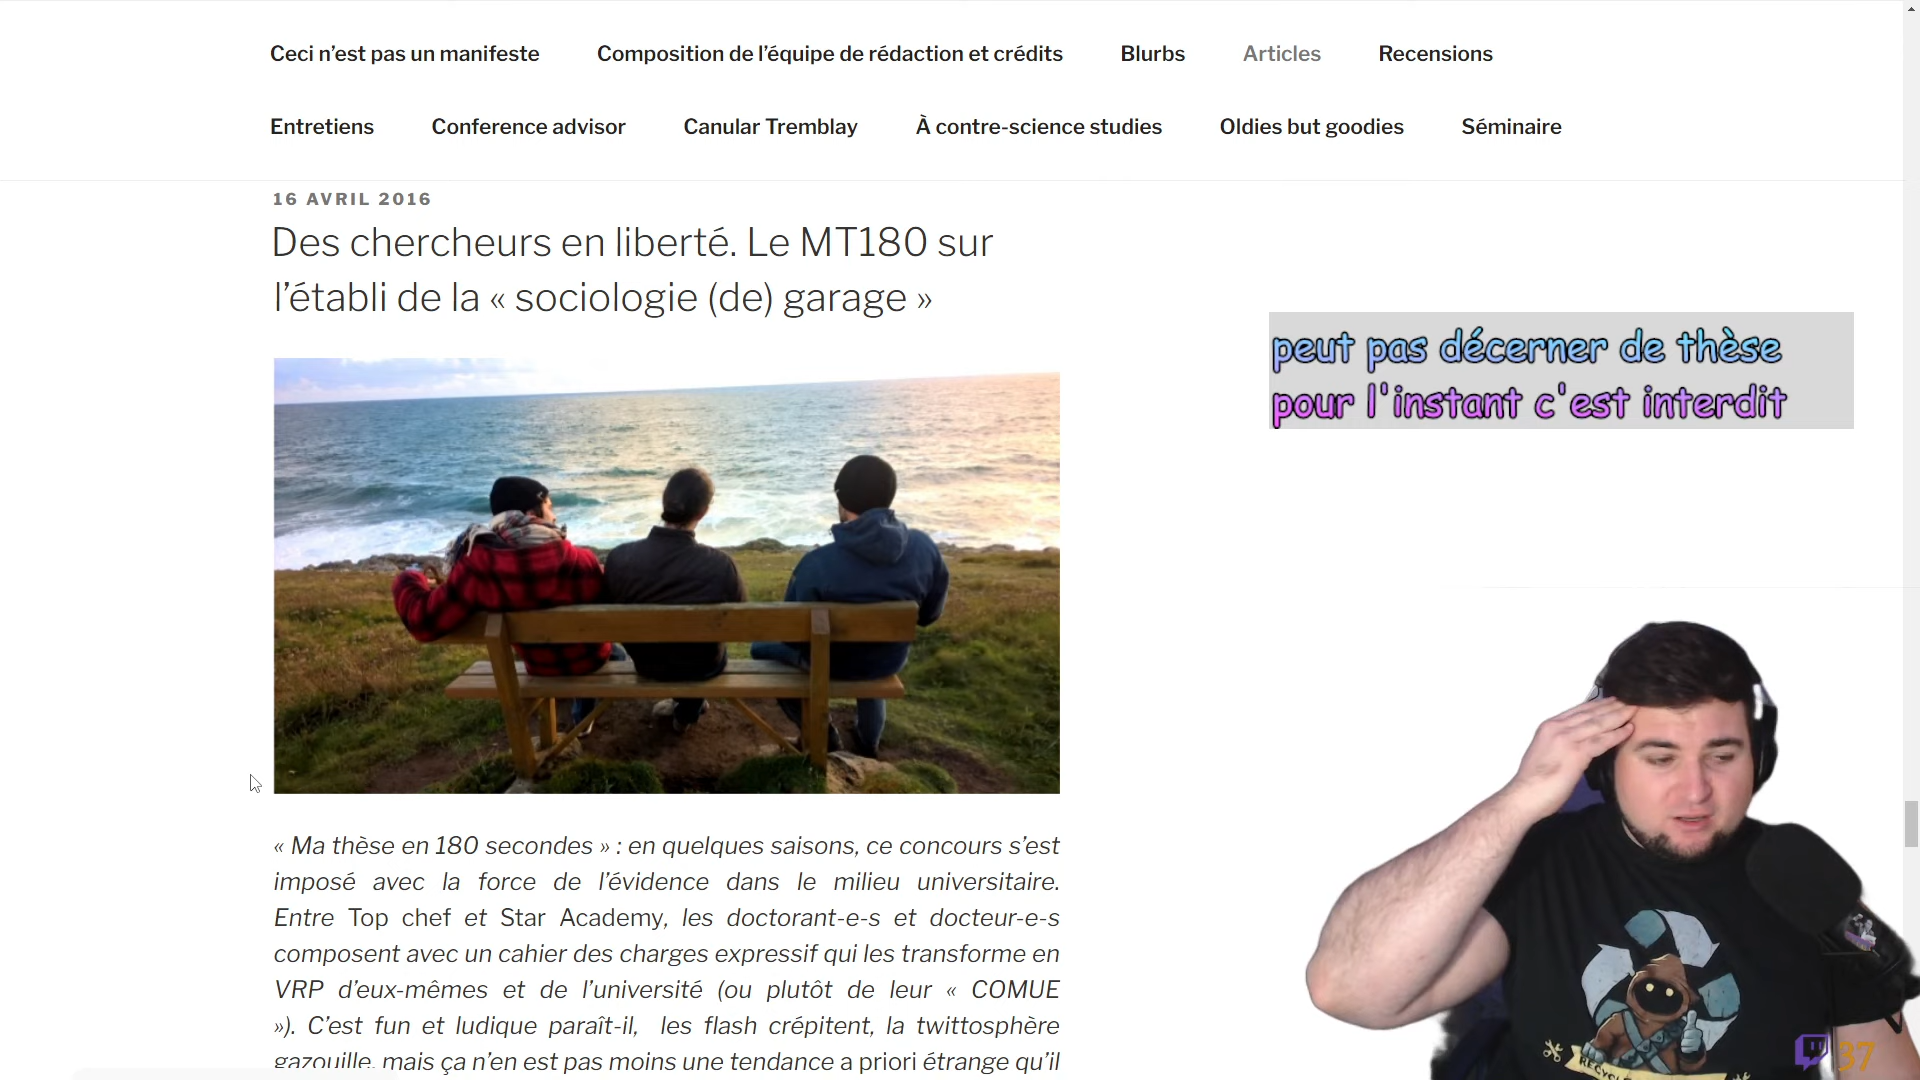 Ceci n’est pas un manifeste Composition de l’équipe de rédaction et crédits Blurbs Articles Recensions
Entretiens Conference advisor Canular Tremblay À contre-science studies Oldies but goodies Séminaire
16 AVRIL 2016
Des chercheurs en liberté. Le MT180 sur
l’établi de la « sociologie (de) garage »
peut pas décerner de thèse
pour l'instant c'est interdit
« Ma thèse en 180 secondes » : en quelques saisons, ce concours s’est
imposé avec la force de l’évidence dans le milieu universitaire.
Entre Top chef et Star Academy, les doctorant-e-s et docteur-e-s
composent avec un cahier des charges expressif qui les transforme en
VRP d’eux-mêmes et de l’université (ou plutôt de leur « COMUE
»). C’est fun et ludique paraît-il, les flash crépitent, la twittosphère
gazouille, mais ça n’en est pas moins une tendance a priori étrange qu’il
37